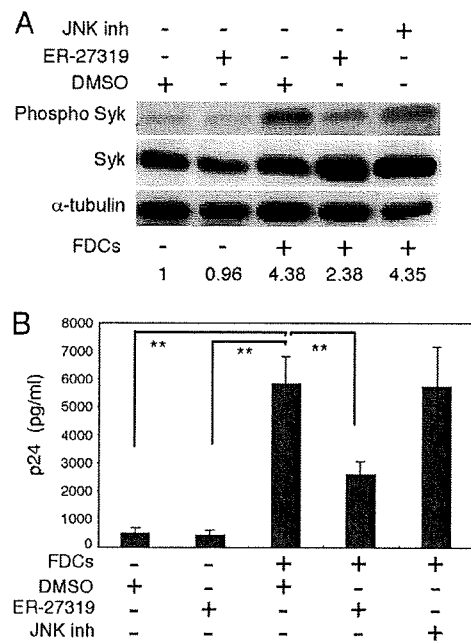 A
JNK inh - - - - +
ER-27319 - + - + -
DMSO + - + - -
Phospho Syk
Syk
α-tubulin
FDCs - - + + +
1 0.96 4.38 2.38 4.35
B
p24 (pg/ml)
8000
7000
6000
5000
4000
3000
2000
1000
0
** ** **
FDCs - - + + +
DMSO + - + - -
ER-27319 - + - + -
JNK inh - - - - +